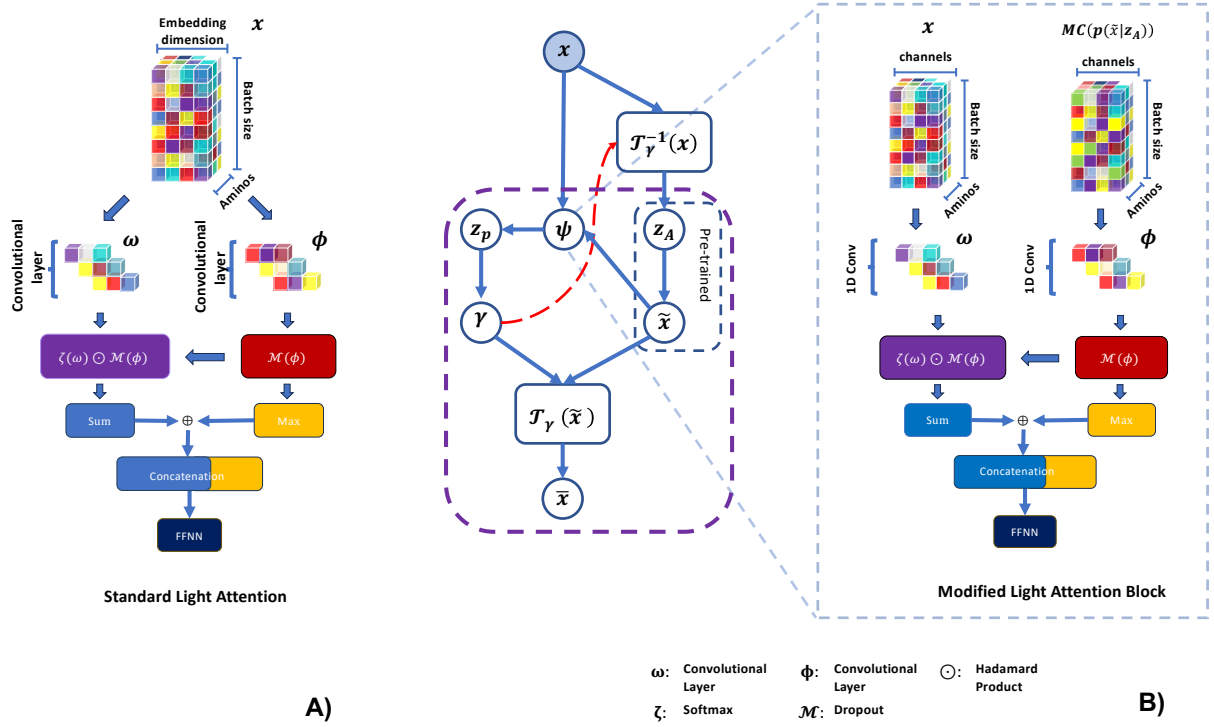 Embedding
dimension
x
Batch size
Aminos
Convolutional
layer
ω
Convolutional
layer
ϕ
ζ(ω) ⊙ ℳ(ϕ)
ℳ(ϕ)
Sum
⊕
Max
Concatenation
FFNN
Standard Light Attention
A)
x
𝒯γ⁻¹(x)
zp
ψ
zA
Pre-trained
γ
x̃
𝒯γ(x̃)
x̄
x
MC(p(x̃|zA))
channels
channels
Batch size
Batch size
Aminos
Aminos
1D Conv
ω
1D Conv
ϕ
ζ(ω) ⊙ ℳ(ϕ)
ℳ(ϕ)
Sum
⊕
Max
Concatenation
FFNN
Modified Light Attention Block
ω: Convolutional
Layer
ϕ: Convolutional
Layer
⊙: Hadamard
Product
ζ: Softmax
ℳ: Dropout
B)